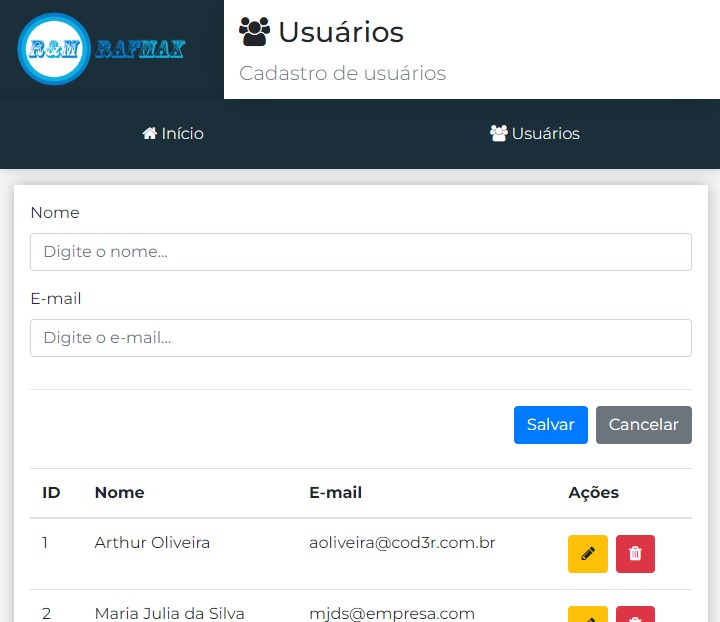 R&M RAFMAX
Usuários
Cadastro de usuários
Início Usuários
Nome
Digite o nome...
E-mail
Digite o e-mail...
Salvar Cancelar
ID Nome E-mail Ações
1 Arthur Oliveira aoliveira@cod3r.com.br
2 Maria Julia da Silva mjds@empresa.com